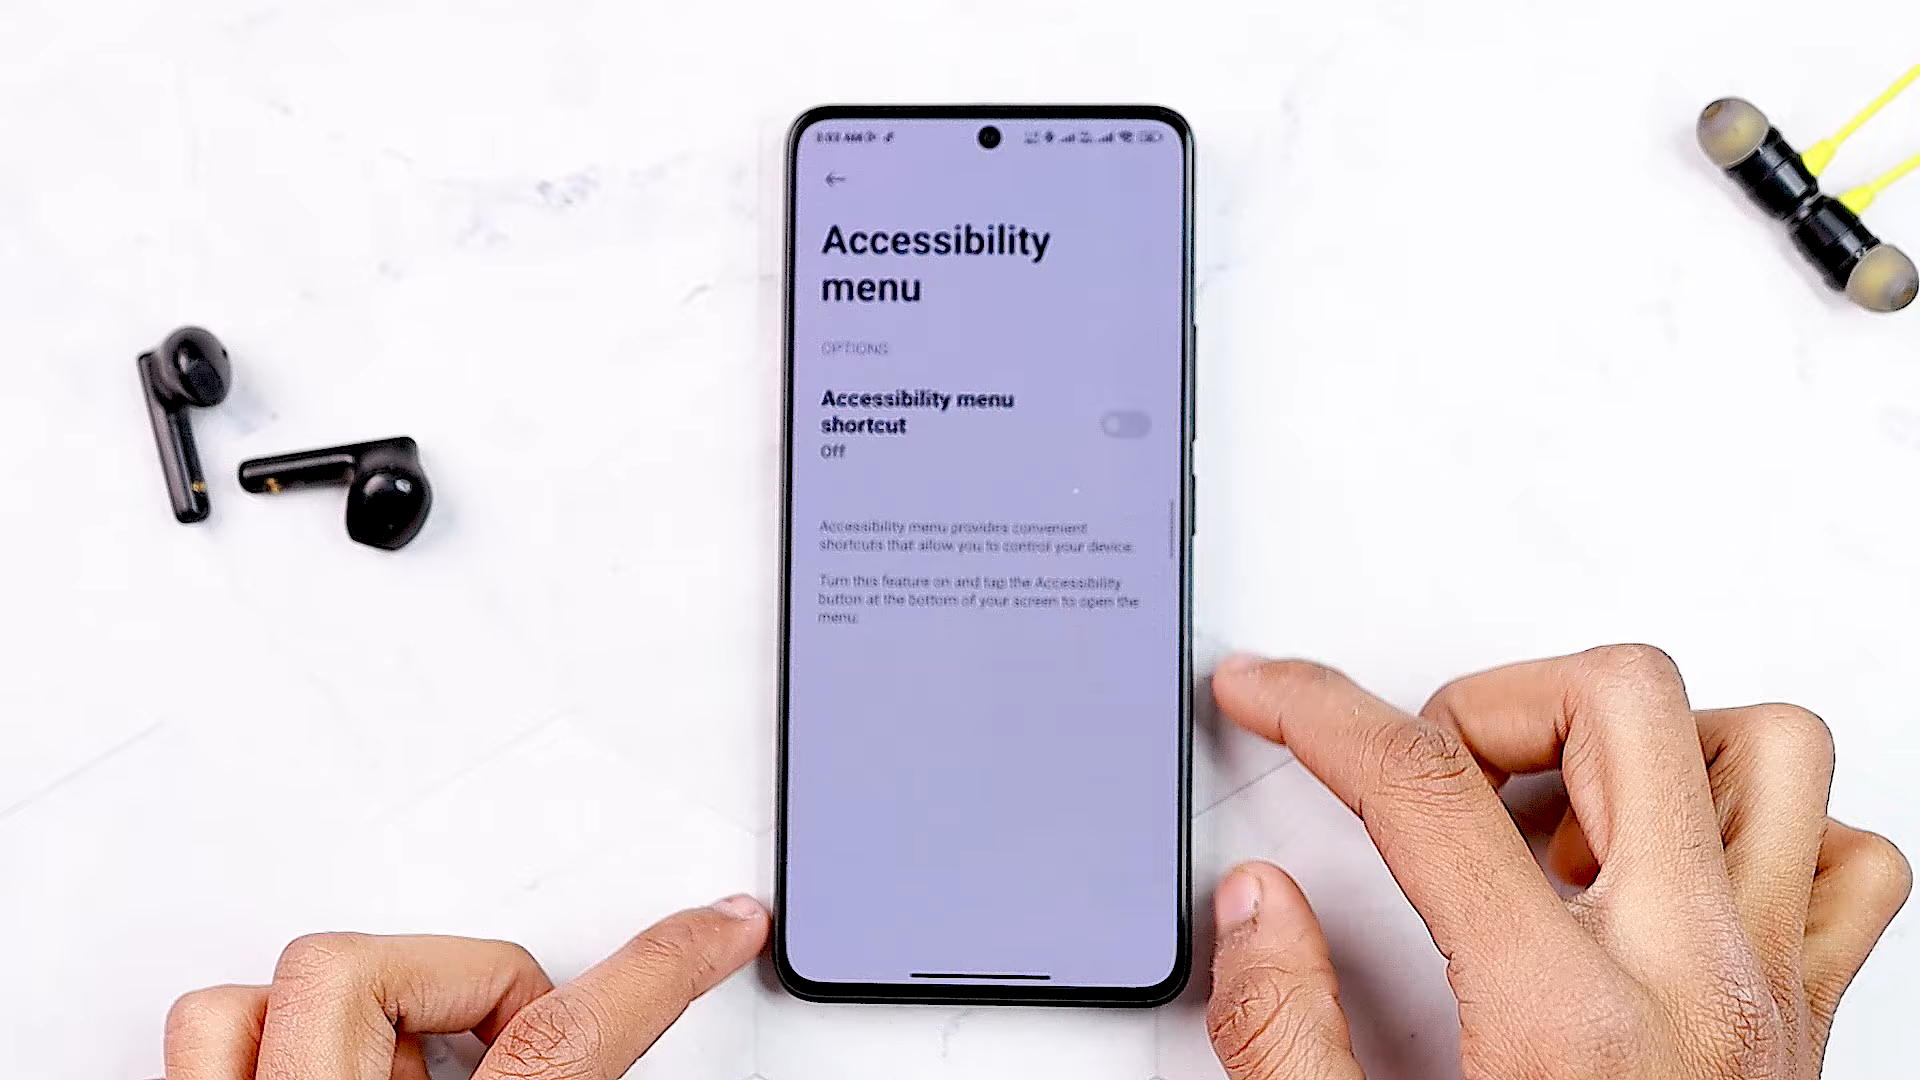 Accessibility
menu
OPTIONS
Accessibility menu
shortcut
Off
Accessibility menu provides convenient
shortcuts that allow you to control your device.
Turn this feature on and tap the Accessibility
button at the bottom of your screen to open the
menu.